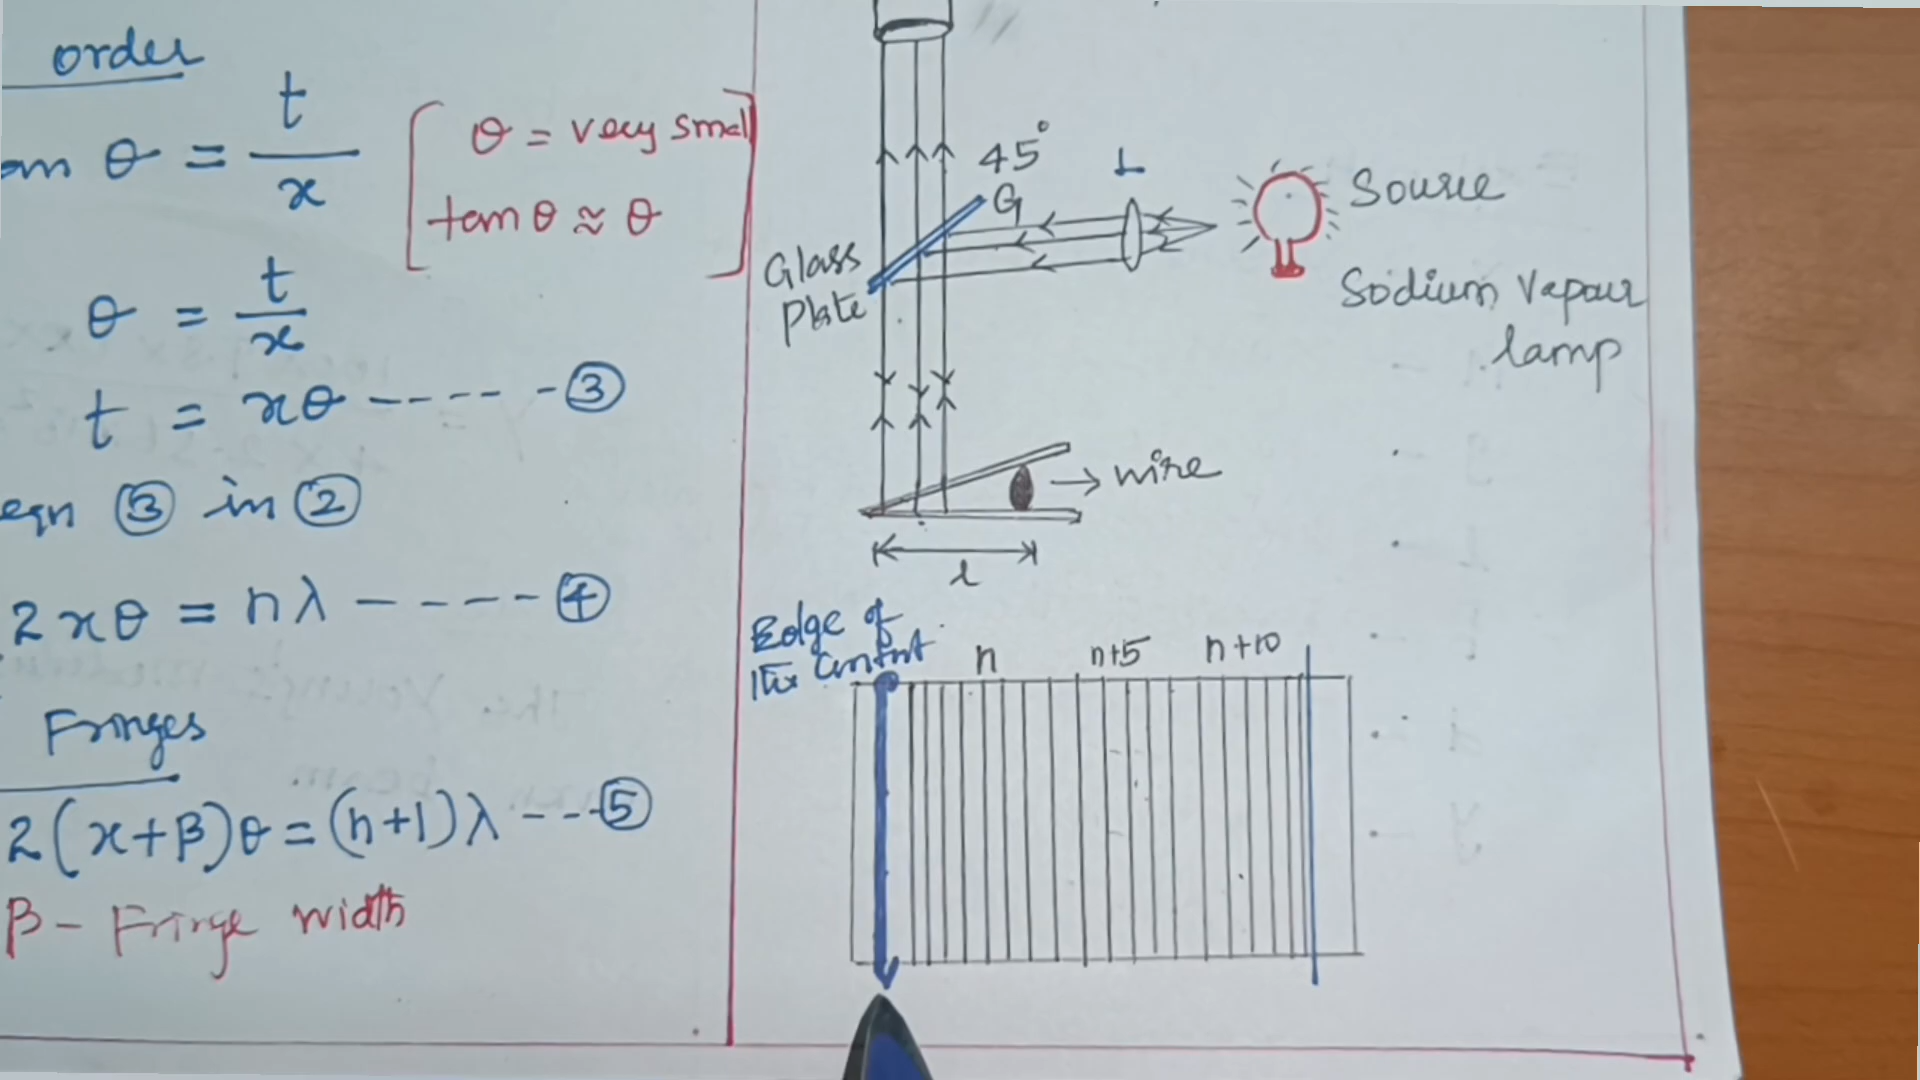 order
tan θ = t/x [ θ = very small
tan θ ≈ θ ]
θ = t/x
t = xθ ----- - ③
eqn ③ in ②
2xθ = nλ ----- ④
Fringes
2(x+β)θ = (n+1)λ --- ⑤
β - Fringe width
45°
G
L
Source
Glass
Plate
Sodium Vapour
lamp
→ wire
l
Edge of
Contact
n
n+5
n+10